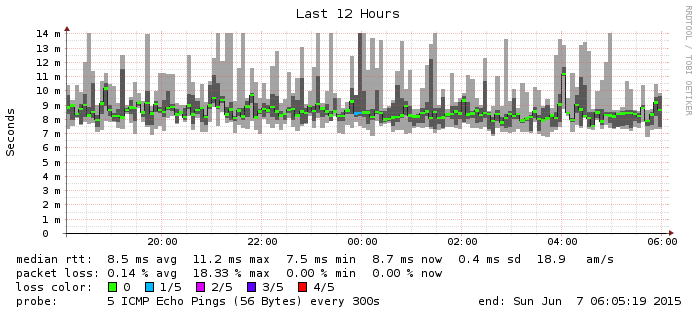 Last 12 Hours
RRDTOOL / TOBI OETIKER
Seconds
14 m
13 m
12 m
11 m
10 m
9 m
8 m
7 m
6 m
5 m
4 m
3 m
2 m
1 m
0
20:00 22:00 00:00 02:00 04:00 06:00
median rtt: 8.5 ms avg 11.2 ms max 7.5 ms min 8.7 ms now 0.4 ms sd 18.9 am/s
packet loss: 0.14 % avg 18.33 % max 0.00 % min 0.00 % now
loss color: 0 1/5 2/5 3/5 4/5
probe: 5 ICMP Echo Pings (56 Bytes) every 300s end: Sun Jun 7 06:05:19 2015